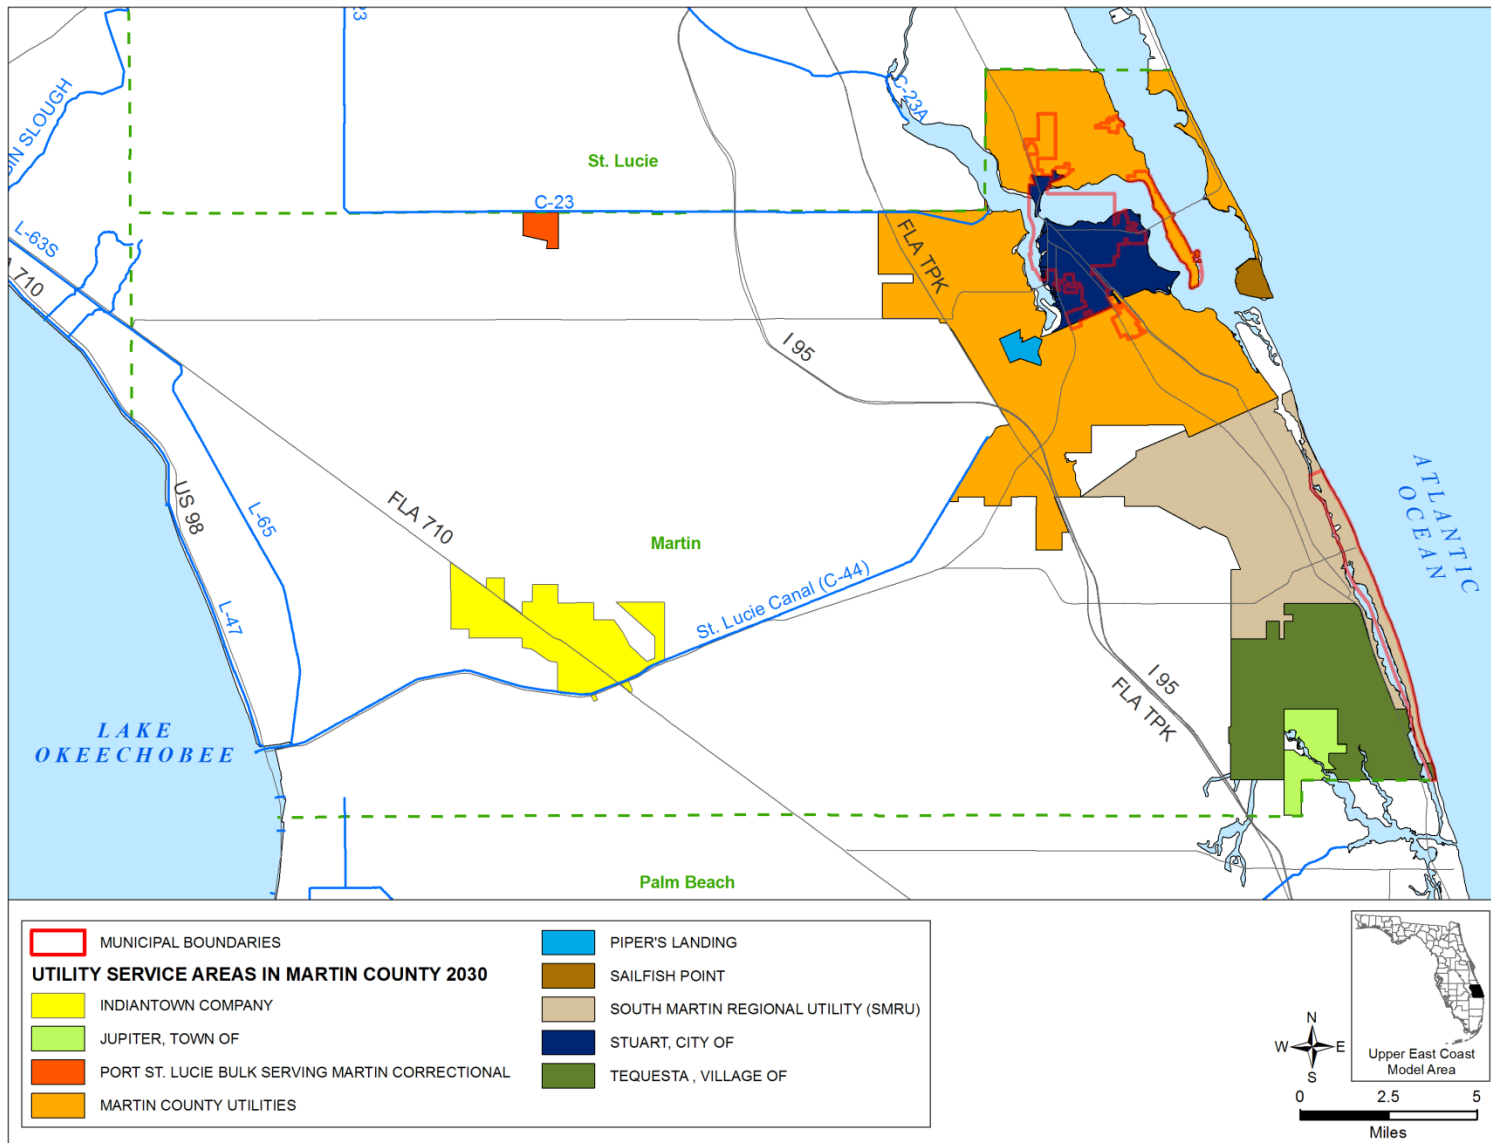 23
C-23A
SIN SLOUGH
St. Lucie
C-23
L-63S
710
FLA TPK
I 95
US 98
L-65
FLA 710
Martin
L-47
St. Lucie Canal (C-44)
ATLANTIC
OCEAN
I 95
FLA TPK
LAKE
OKEECHOBEE
Palm Beach
MUNICIPAL BOUNDARIES
UTILITY SERVICE AREAS IN MARTIN COUNTY 2030
INDIANTOWN COMPANY
JUPITER, TOWN OF
PORT ST. LUCIE BULK SERVING MARTIN CORRECTIONAL
MARTIN COUNTY UTILITIES
PIPER'S LANDING
SAILFISH POINT
SOUTH MARTIN REGIONAL UTILITY (SMRU)
STUART, CITY OF
TEQUESTA , VILLAGE OF
N
W E
S
Upper East Coast
Model Area
0 2.5 5
Miles